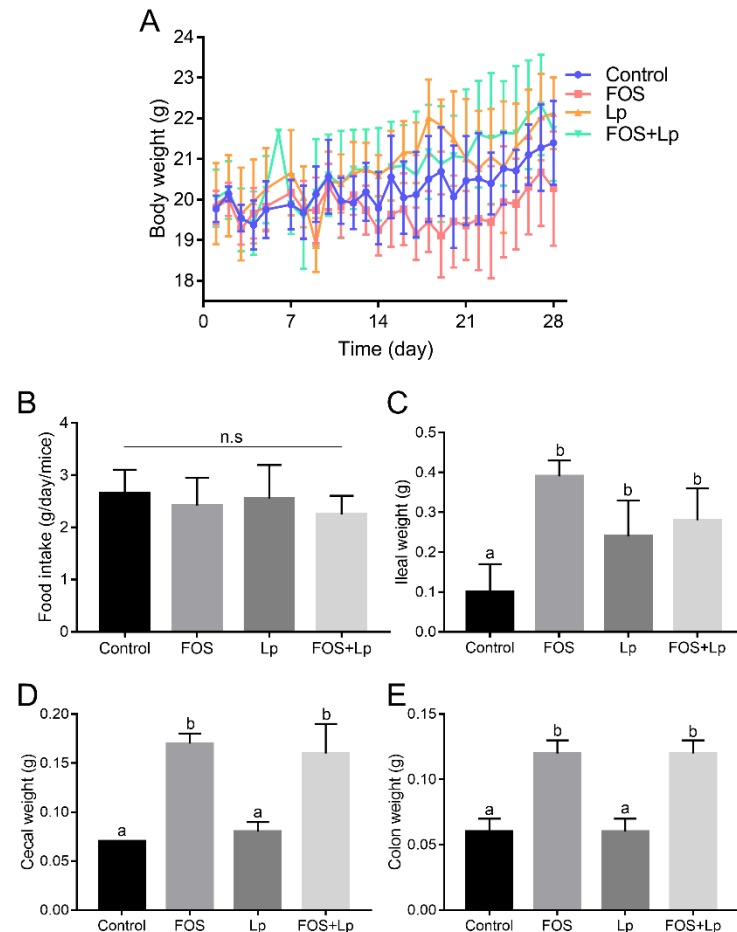 A
Body weight (g)
24
23
22
21
20
19
18
0
7
14
21
28
Time (day)
Control
FOS
Lp
FOS+Lp
B
Food intake (g/day/mice)
4
3
2
1
0
n.s
Control
FOS
Lp
FOS+Lp
C
Ileal weight (g)
0.5
0.4
0.3
0.2
0.1
0.0
a
b
b
b
Control
FOS
Lp
FOS+Lp
D
Cecal weight (g)
0.20
0.15
0.10
0.05
0.00
a
b
a
b
Control
FOS
Lp
FOS+Lp
E
Colon weight (g)
0.15
0.10
0.05
0.00
a
b
a
b
Control
FOS
Lp
FOS+Lp